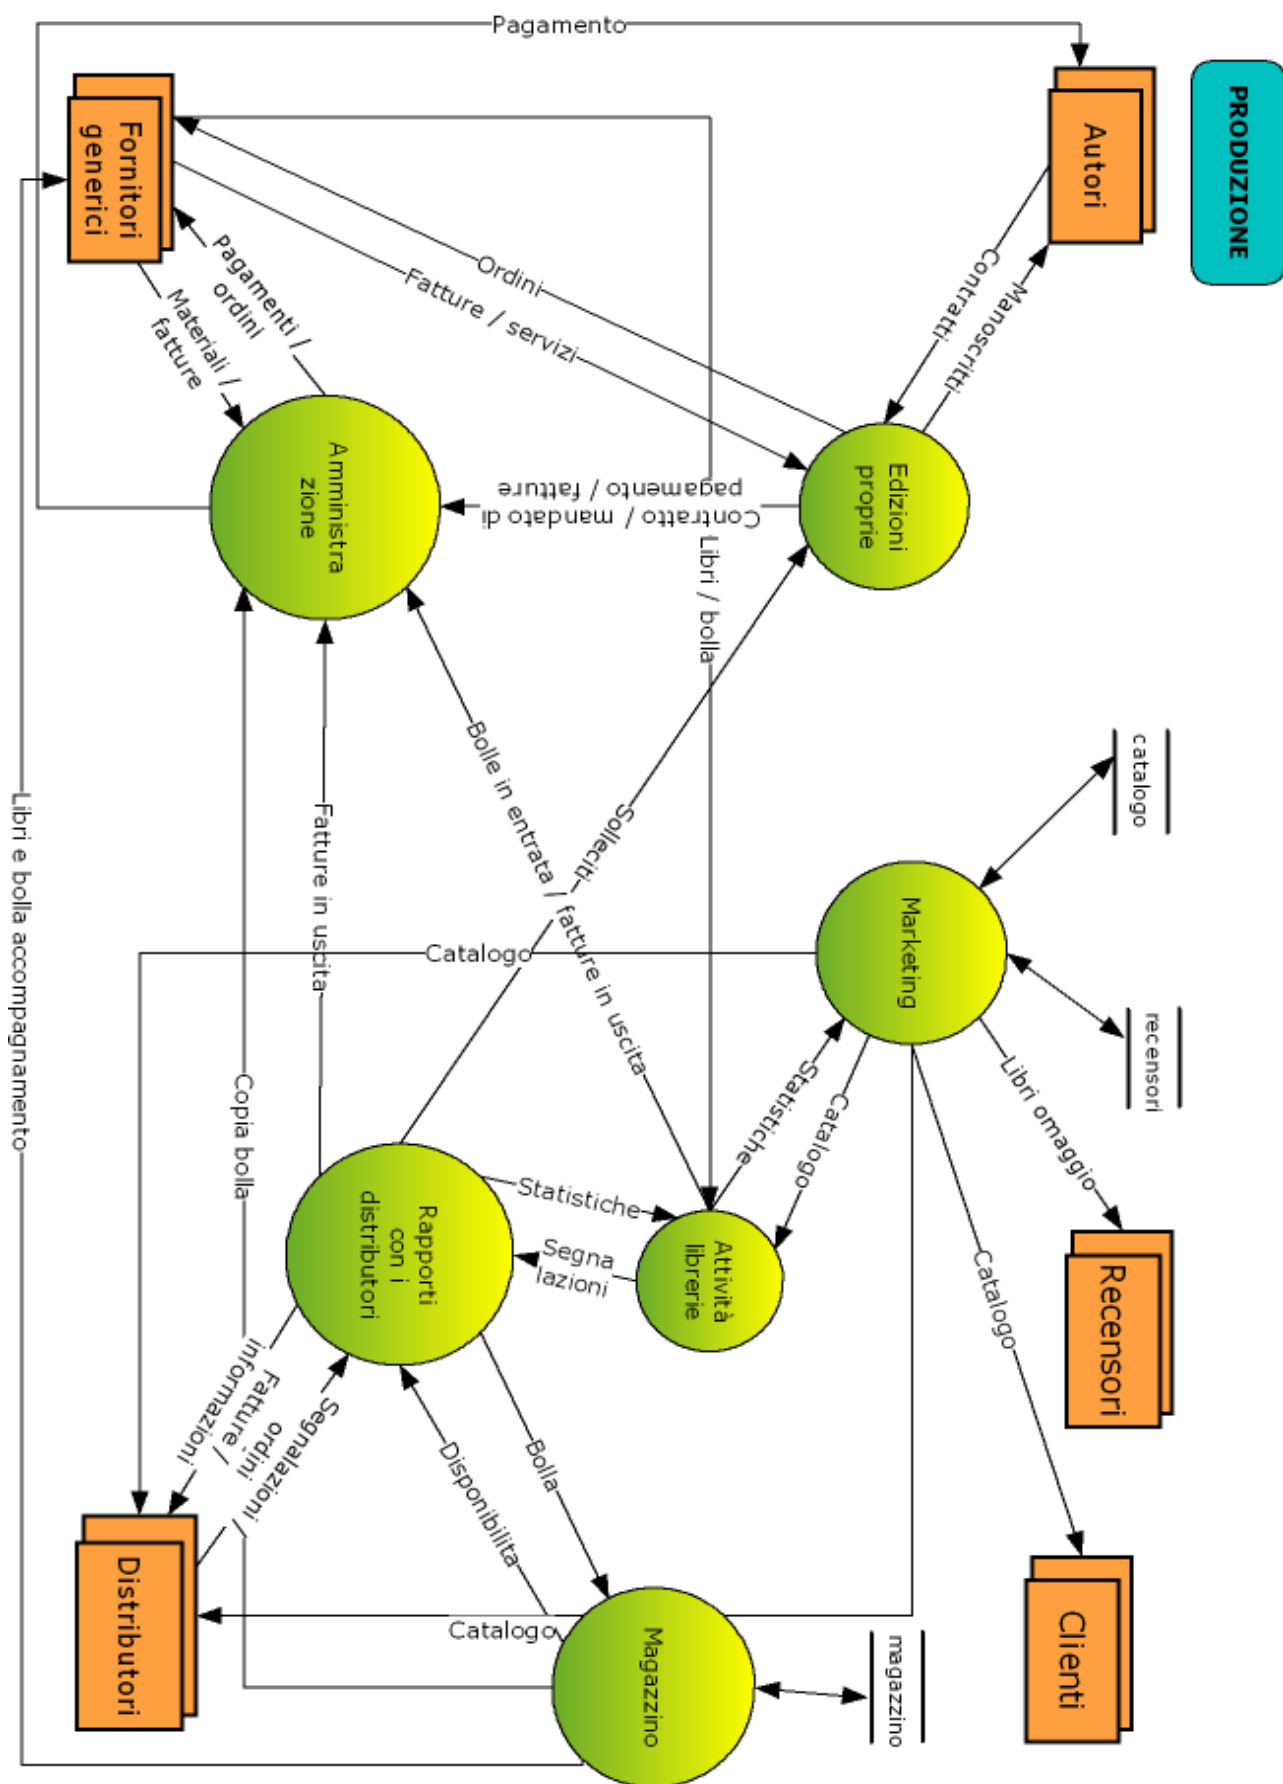 PRODUZIONE
Pagamento
Autori
Fornitori
generici
Contratti
Manoscritti
Ordini
Fatture / servizi
Pagamenti /
ordini
Materiali /
fatture
Edizioni
proprie
Amministra
zione
Contratto / mandato di
pagamento / fatture
Libri / bolla
catalogo
Bolle in entrata / fatture in uscita
Solleciti
Fatture in uscita
Libri e bolla accompagnamento
Marketing
Catalogo
recensori
Libri omaggio
Statistiche
Catalogo
Copia bolla
Statistiche
Segna
lazioni
Rapporti
con i
distributori
Attività
librerie
Recensori
Catalogo
Fatture /
informazioni
Segnalazioni /
ordini
Bolla
Disponibilita
Distributori
Catalogo
Magazzino
magazzino
Clienti